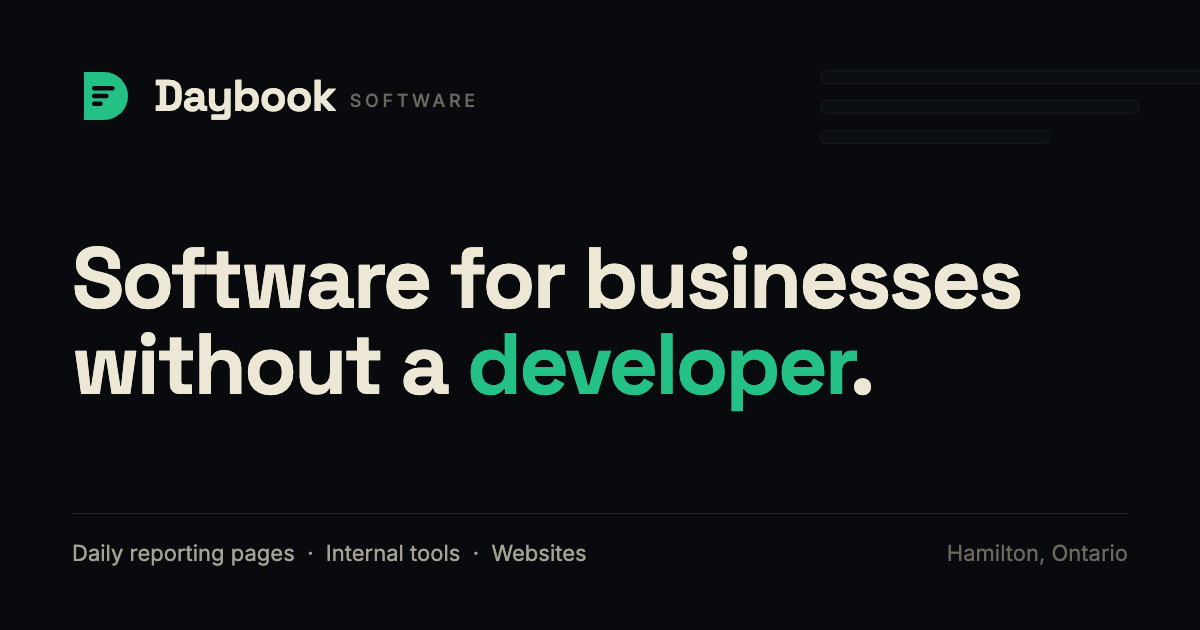 Daybook SOFTWARE
Software for businesses
without a developer.
Daily reporting pages · Internal tools · Websites
Hamilton, Ontario